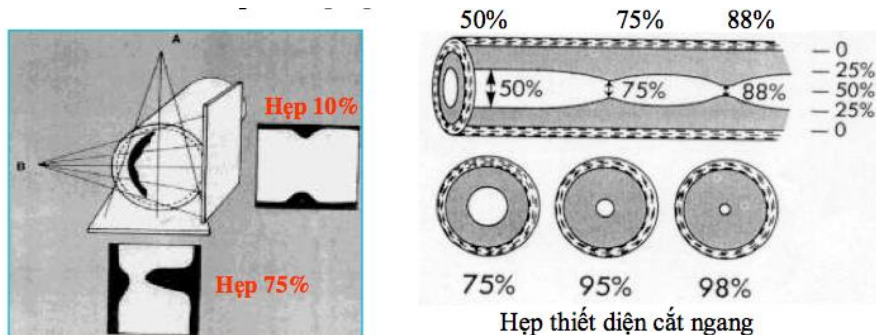 A
B
Hẹp 10%
Hẹp 75%
50% 75% 88%
50% 75% 88%
0
25%
50%
25%
0
75% 95% 98%
Hẹp thiết diện cắt ngang